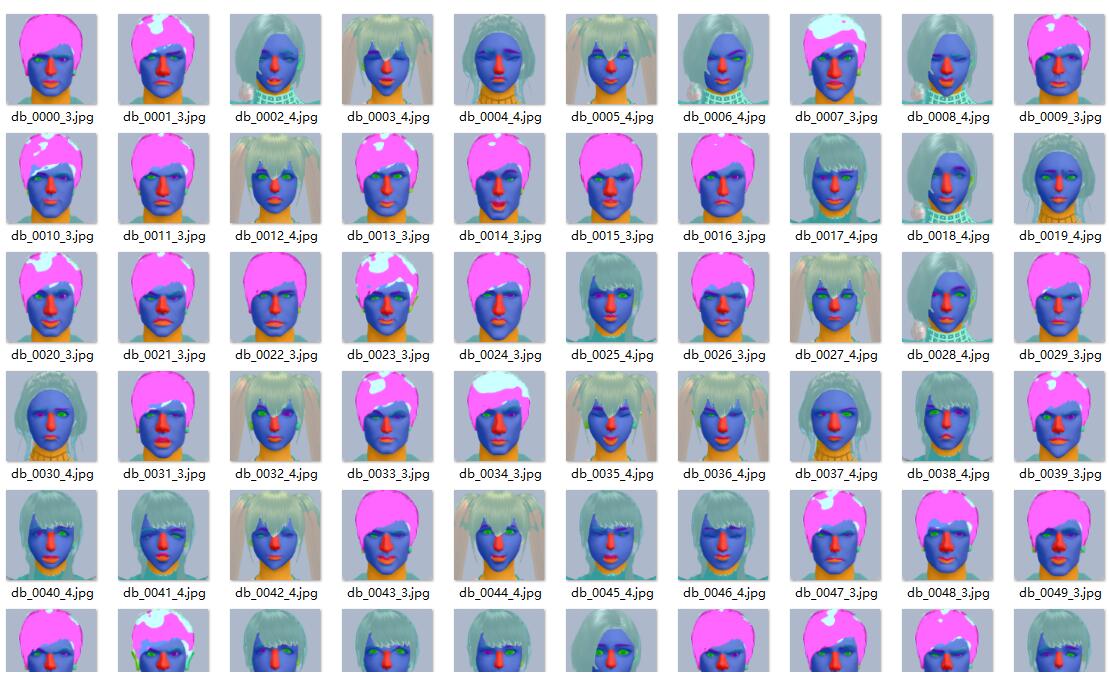 db_0000_3.jpg db_0001_3.jpg db_0002_4.jpg db_0003_4.jpg db_0004_4.jpg db_0005_4.jpg db_0006_4.jpg db_0007_3.jpg db_0008_4.jpg db_0009_3.jpg
db_0010_3.jpg db_0011_3.jpg db_0012_4.jpg db_0013_3.jpg db_0014_3.jpg db_0015_3.jpg db_0016_3.jpg db_0017_4.jpg db_0018_4.jpg db_0019_4.jpg
db_0020_3.jpg db_0021_3.jpg db_0022_3.jpg db_0023_3.jpg db_0024_3.jpg db_0025_4.jpg db_0026_3.jpg db_0027_4.jpg db_0028_4.jpg db_0029_3.jpg
db_0030_4.jpg db_0031_3.jpg db_0032_4.jpg db_0033_3.jpg db_0034_3.jpg db_0035_4.jpg db_0036_4.jpg db_0037_4.jpg db_0038_4.jpg db_0039_3.jpg
db_0040_4.jpg db_0041_4.jpg db_0042_4.jpg db_0043_3.jpg db_0044_4.jpg db_0045_4.jpg db_0046_4.jpg db_0047_3.jpg db_0048_3.jpg db_0049_3.jpg